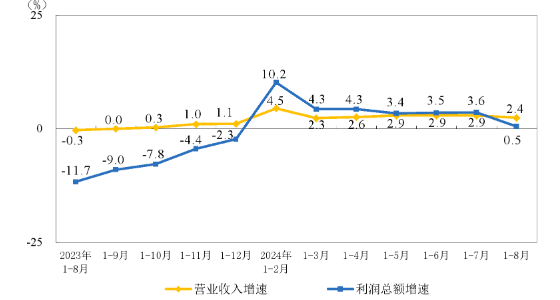 (%)
25
10.2
4.5
4.3
4.3
3.4
3.5
3.6
2.4
0.0
0.3
1.0
1.1
0
-0.3
-2.3
-4.4
2.3
2.6
2.9
2.9
2.9
0.5
-11.7
-9.0
-7.8
-25
2023年
1-8月
1-9月
1-10月
1-11月
1-12月
2024年
1-2月
1-3月
1-4月
1-5月
1-6月
1-7月
1-8月
营业收入增速
利润总额增速